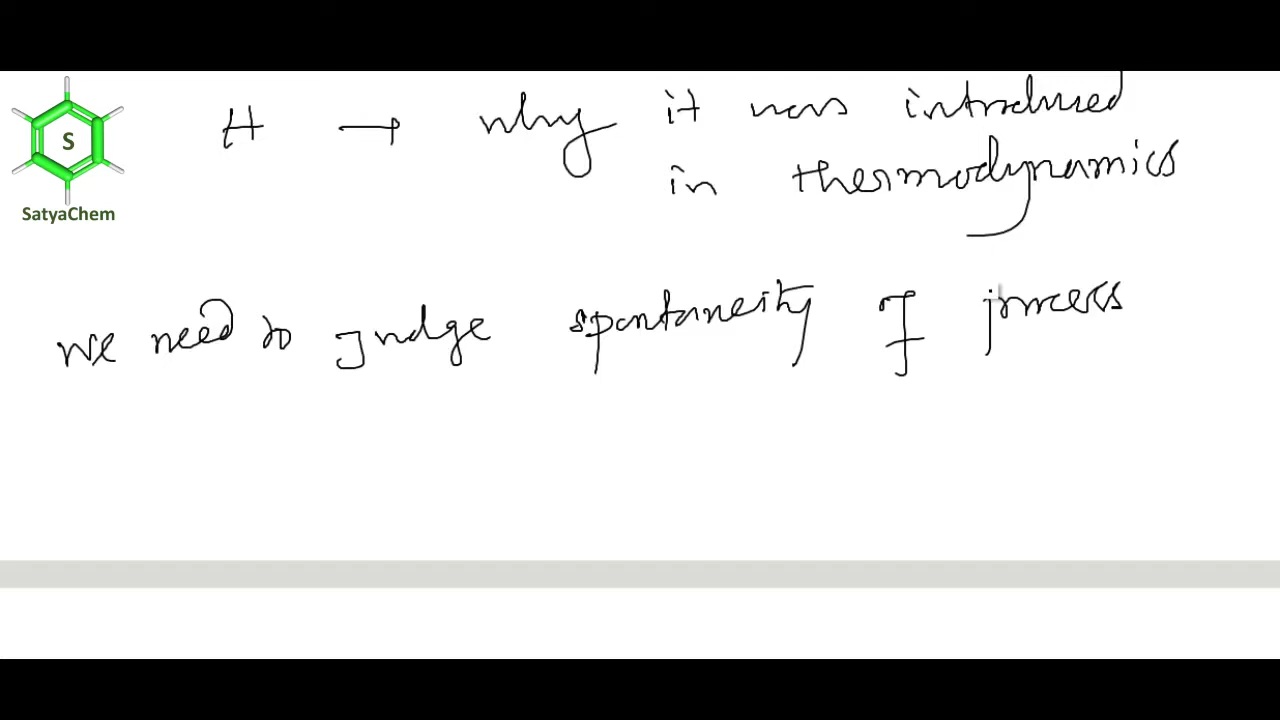 S
SatyaChem
H → why it was introduced
in thermodynamics
we need to judge spontaneity of process